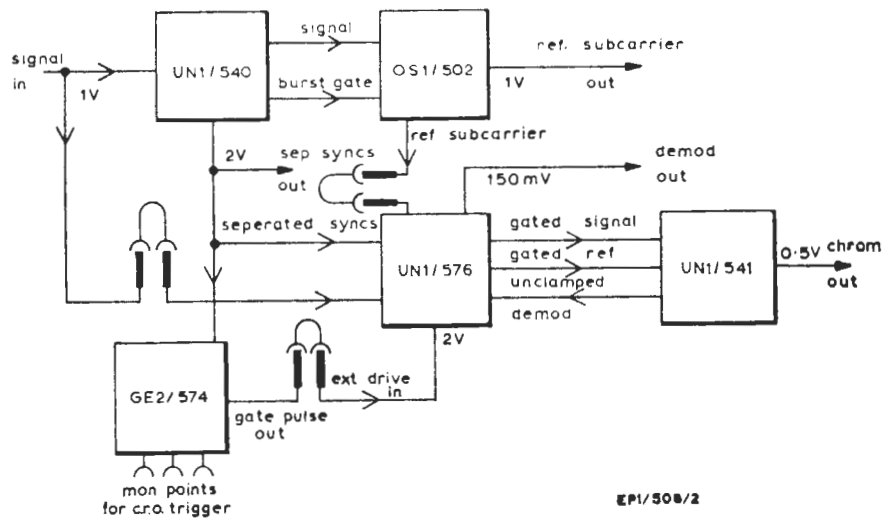 signal
in
1V
UN1/540
signal
burst gate
OS1/502
ref. subcarrier
1V
out
ref subcarrier
2V
sep syncs
out
150mV
demod
out
seperated syncs
UN1/576
gated signal
gated ref
unclamped
demod
UN1/541
0·5V chrom
out
2V
GE2/574
gate pulse
out
ext drive
in
mon points
for c.r.o. trigger
EP1/508/2